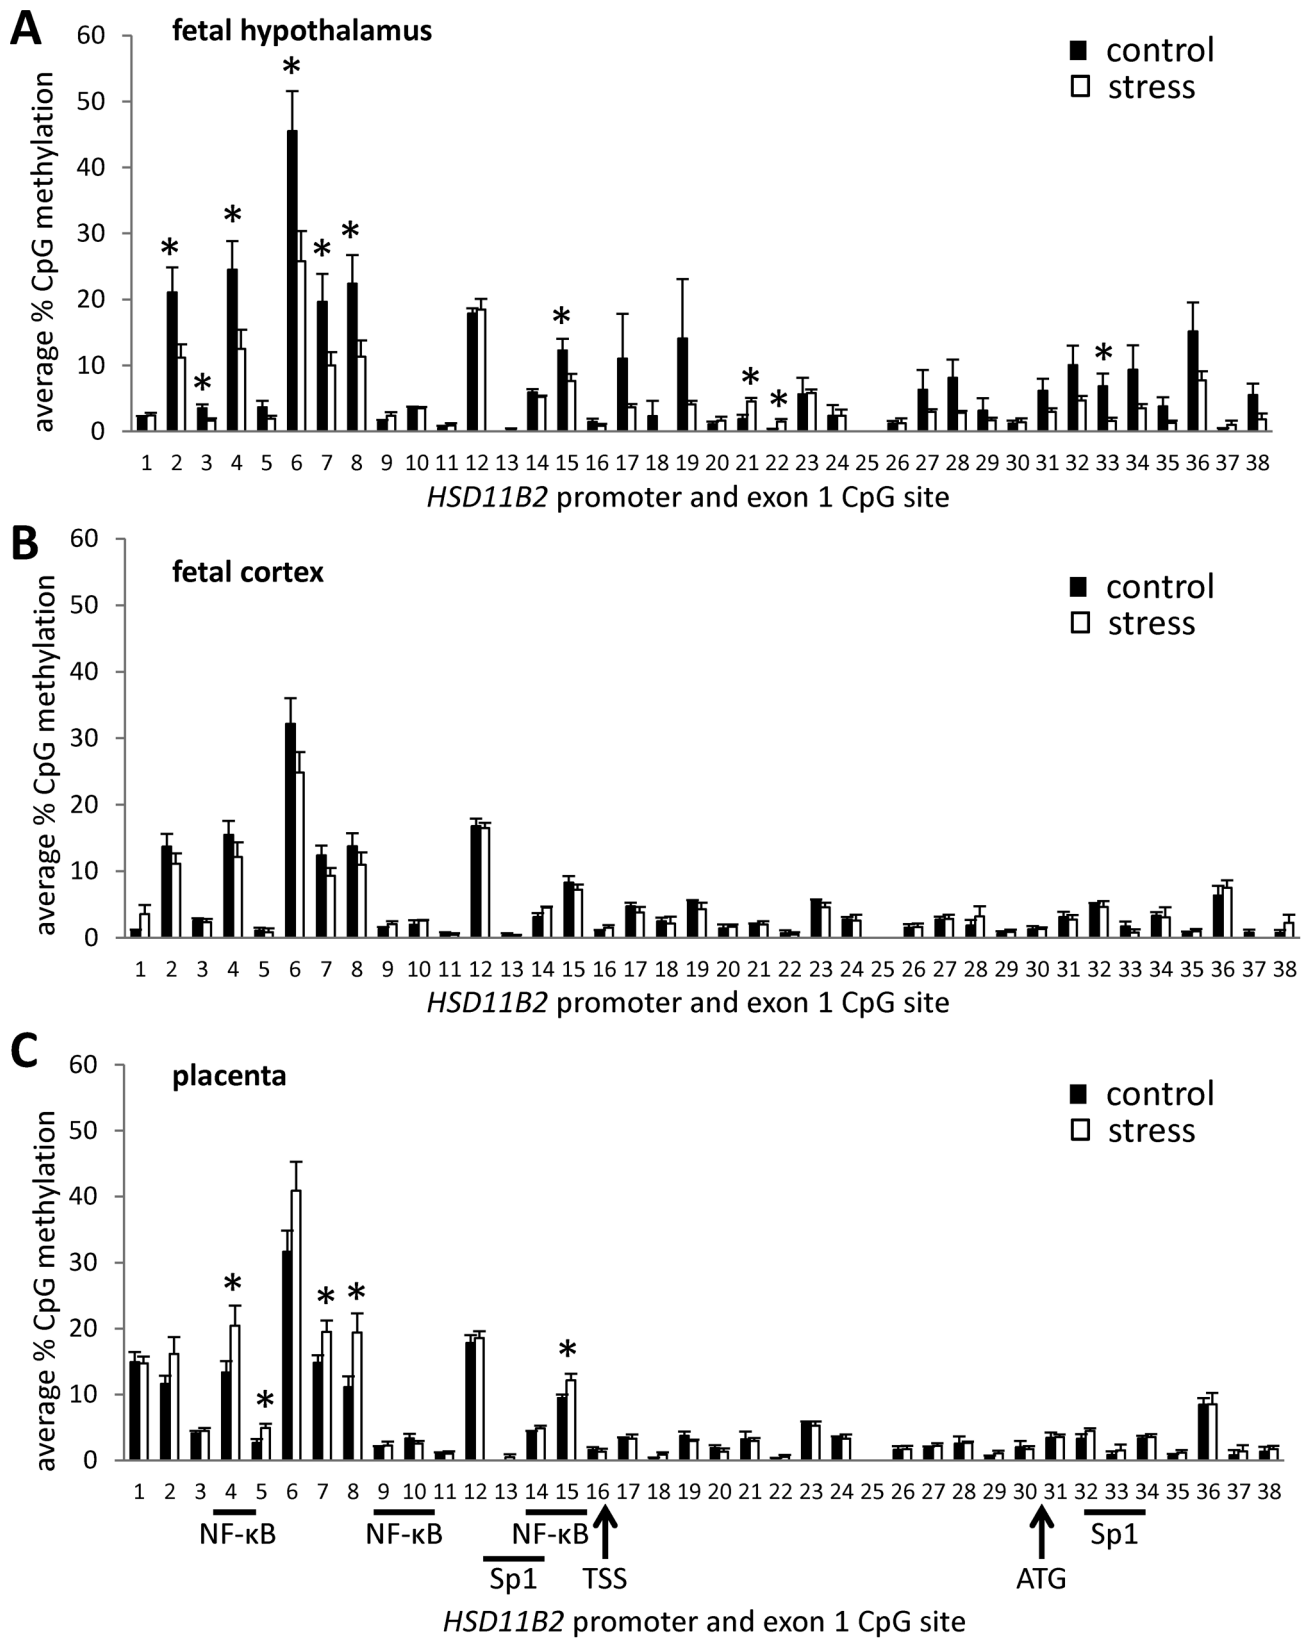 A
fetal hypothalamus
control
stress
average % CpG methylation
60
50
40
30
20
10
0
* * * * * * * * * * *
1 2 3 4 5 6 7 8 9 10 11 12 13 14 15 16 17 18 19 20 21 22 23 24 25 26 27 28 29 30 31 32 33 34 35 36 37 38
HSD11B2 promoter and exon 1 CpG site
B
fetal cortex
control
stress
average % CpG methylation
60
50
40
30
20
10
0
1 2 3 4 5 6 7 8 9 10 11 12 13 14 15 16 17 18 19 20 21 22 23 24 25 26 27 28 29 30 31 32 33 34 35 36 37 38
HSD11B2 promoter and exon 1 CpG site
C
placenta
control
stress
average % CpG methylation
60
50
40
30
20
10
0
* * * * *
1 2 3 4 5 6 7 8 9 10 11 12 13 14 15 16 17 18 19 20 21 22 23 24 25 26 27 28 29 30 31 32 33 34 35 36 37 38
NF-κB NF-κB NF-κB Sp1
Sp1 TSS ATG
HSD11B2 promoter and exon 1 CpG site